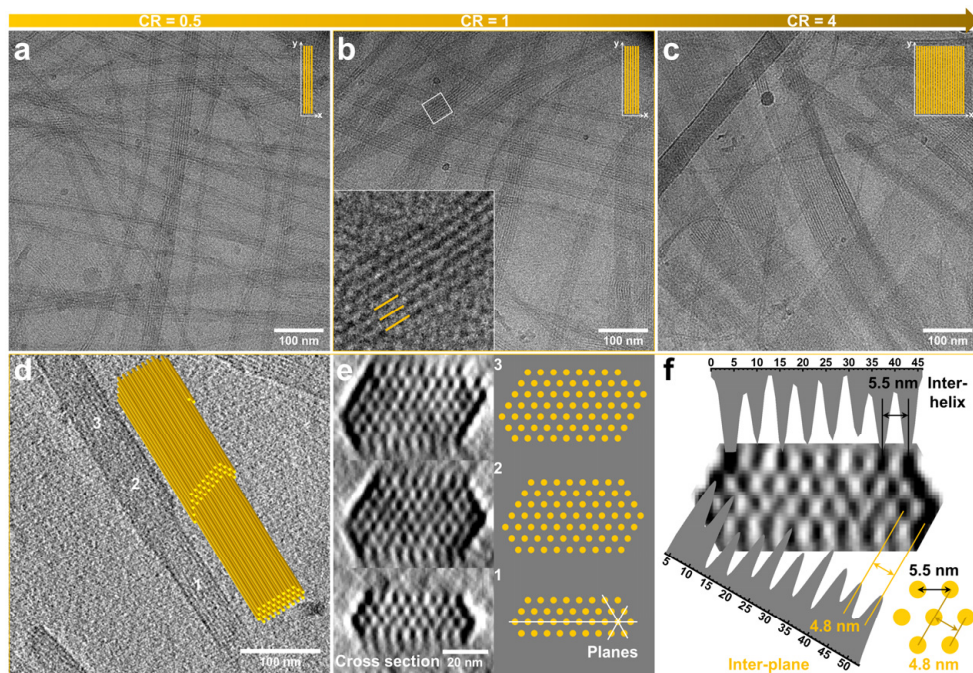 CR = 0.5 CR = 1 CR = 4
a b c
y y y
x x x
100 nm 100 nm 100 nm
d e f
3 2 1
100 nm
Cross section
20 nm
3
2
1
Planes
0 5 10 15 20 25 30 35 40 45
5.5 nm
Inter-
helix
5 10 15 20 25 30 35 40 45 50
4.8 nm
Inter-plane
5.5 nm
4.8 nm